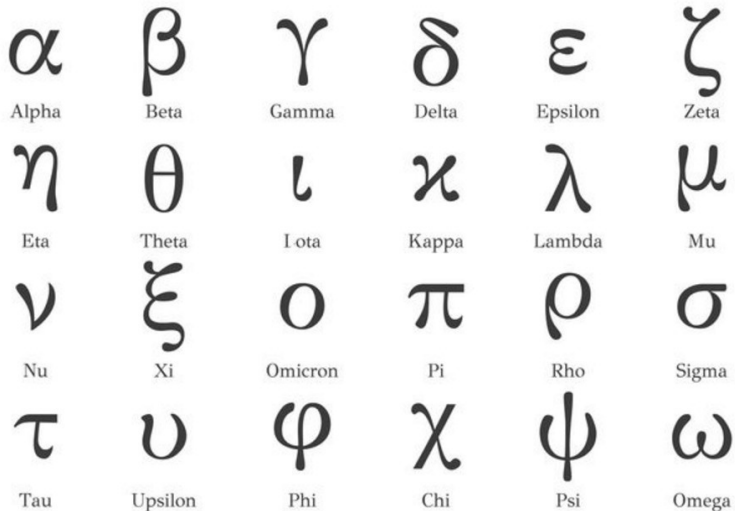 α β γ δ ε ζ
Alpha Beta Gamma Delta Epsilon Zeta
η θ ι ϰ λ μ
Eta Theta I ota Kappa Lambda Mu
ν ξ ο π ρ σ
Nu Xi Omicron Pi Rho Sigma
τ υ φ χ ψ ω
Tau Upsilon Phi Chi Psi Omega